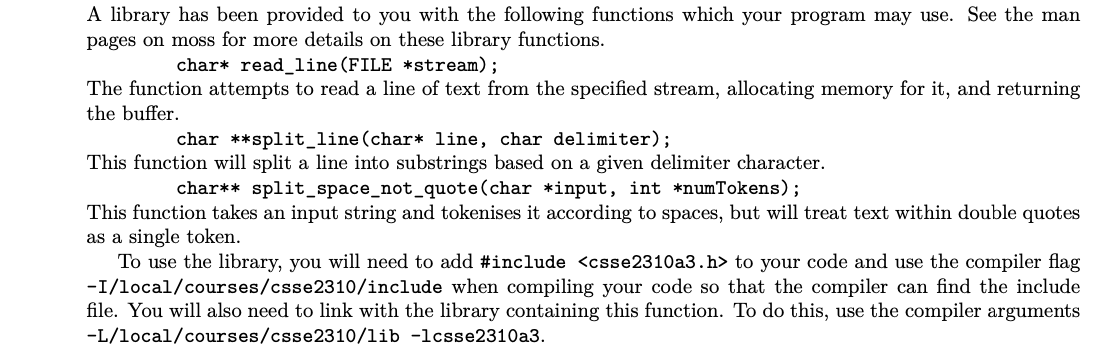 A library has been provided to you with the following functions which your program may use. See the man
pages on moss for more details on these library functions.
char* read_line(FILE *stream);
The function attempts to read a line of text from the specified stream, allocating memory for it, and returning
the buffer.
char **split_line(char* line, char delimiter);
This function will split a line into substrings based on a given delimiter character.
char** split_space_not_quote(char *input, int *numTokens);
This function takes an input string and tokenises it according to spaces, but will treat text within double quotes
as a single token.
To use the library, you will need to add #include <csse2310a3.h> to your code and use the compiler flag
-I/local/courses/csse2310/include when compiling your code so that the compiler can find the include
file. You will also need to link with the library containing this function. To do this, use the compiler arguments
-L/local/courses/csse2310/lib -lcsse2310a3.